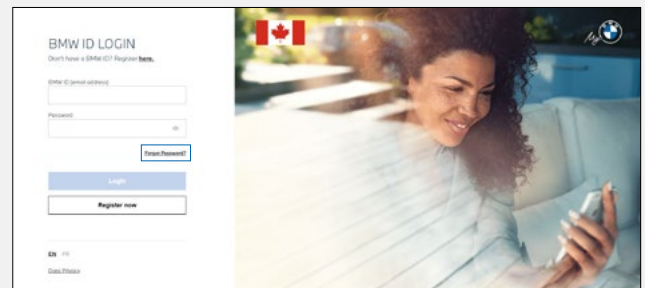 BMW ID LOGIN
Don't have a BMW ID? Register here.
BMW ID (email address)
Password
Forgot Password?
Login
Register now
EN FR
Data Privacy
My